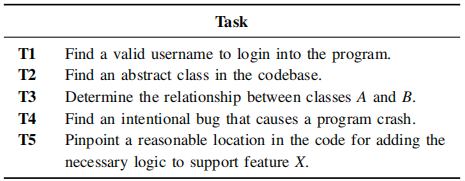 Task
T1 Find a valid username to login into the program.
T2 Find an abstract class in the codebase.
T3 Determine the relationship between classes A and B.
T4 Find an intentional bug that causes a program crash.
T5 Pinpoint a reasonable location in the code for adding the
necessary logic to support feature X.